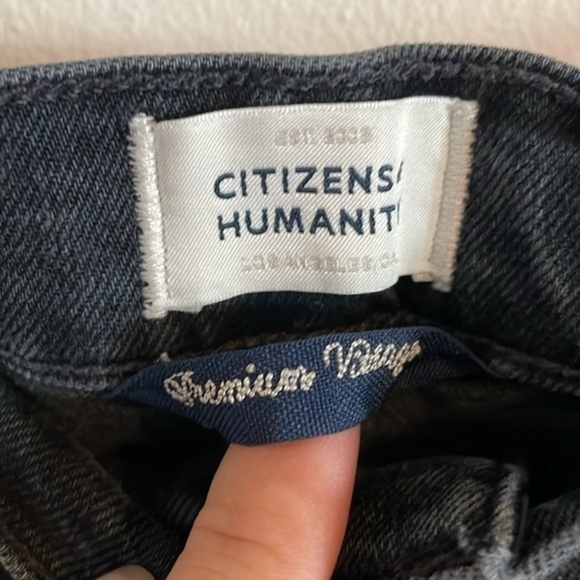 EST 2003
CITIZENS
HUMANIT
LOS ANGELES, CA
Premium Vintage